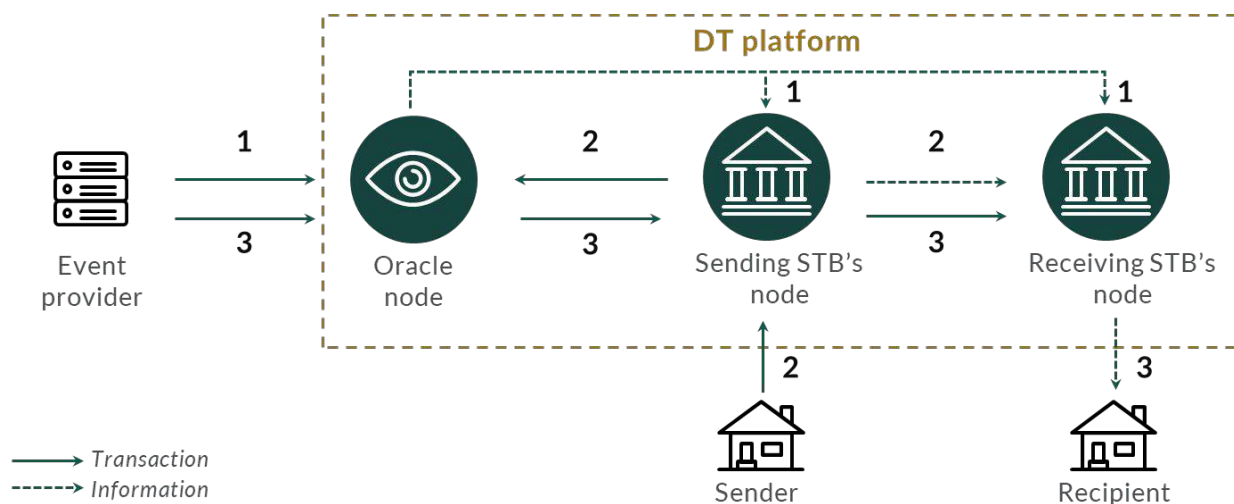 DT platform
1
1
1
2
2
3
3
3
Event
provider
Oracle
node
Sending STB's
node
Receiving STB's
node
2
3
Transaction
Information
Sender
Recipient